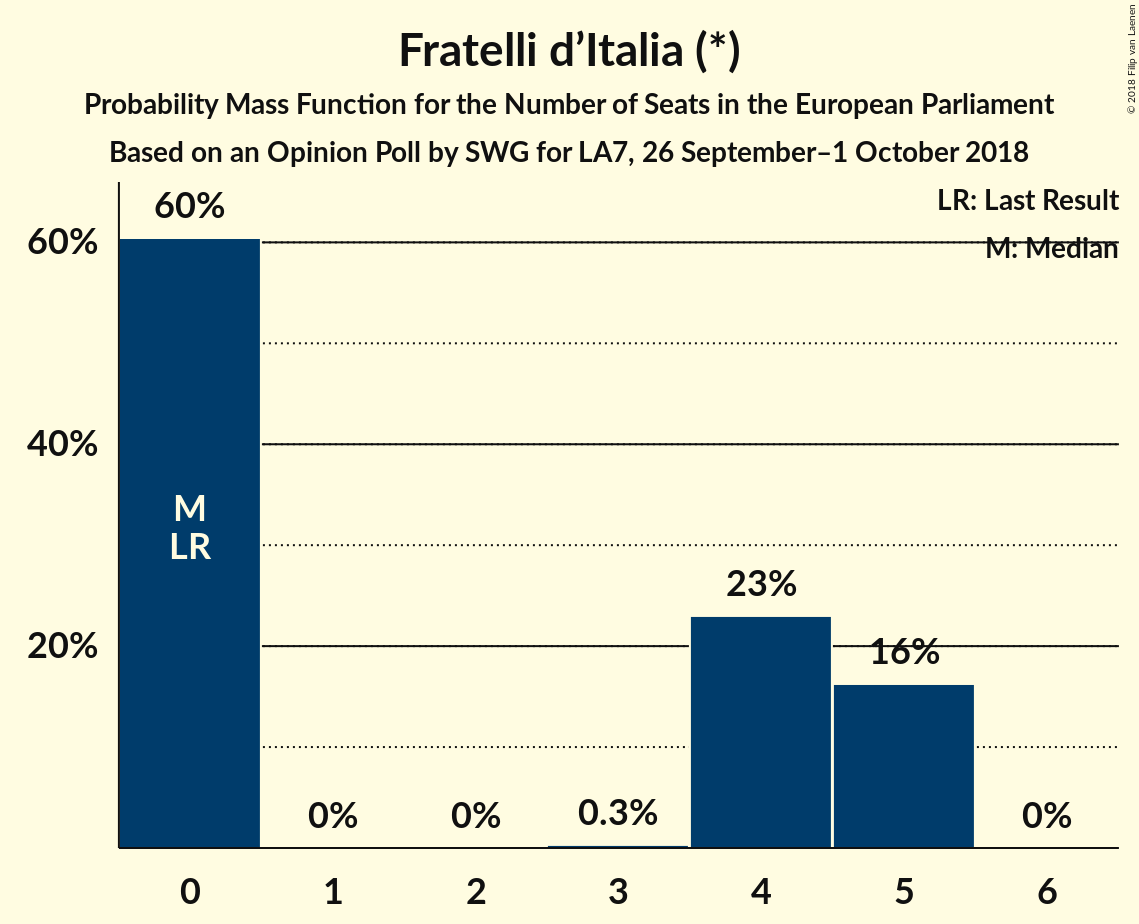 Fratelli d’Italia (*)
Probability Mass Function for the Number of Seats in the European Parliament
Based on an Opinion Poll by SWG for LA7, 26 September–1 October 2018
© 2018 Filip van Laenen
LR: Last Result
M: Median
60%
40%
20%
60%
0%
0%
0.3%
23%
16%
0%
M
LR
0
1
2
3
4
5
6